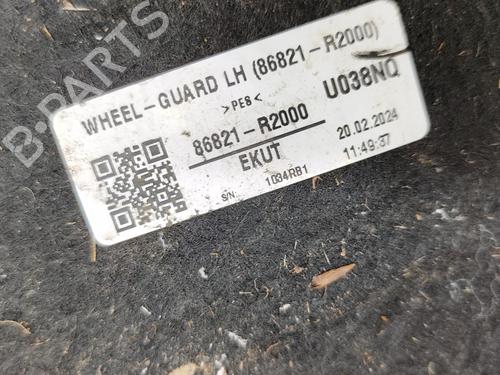 WHEEL-GUARD LH (86821-R2000)
>PE8<
U038NQ
86821-R2000
20.02.2024
EKUT
11:49:37
S/N:
1034RB1
B-PARTS